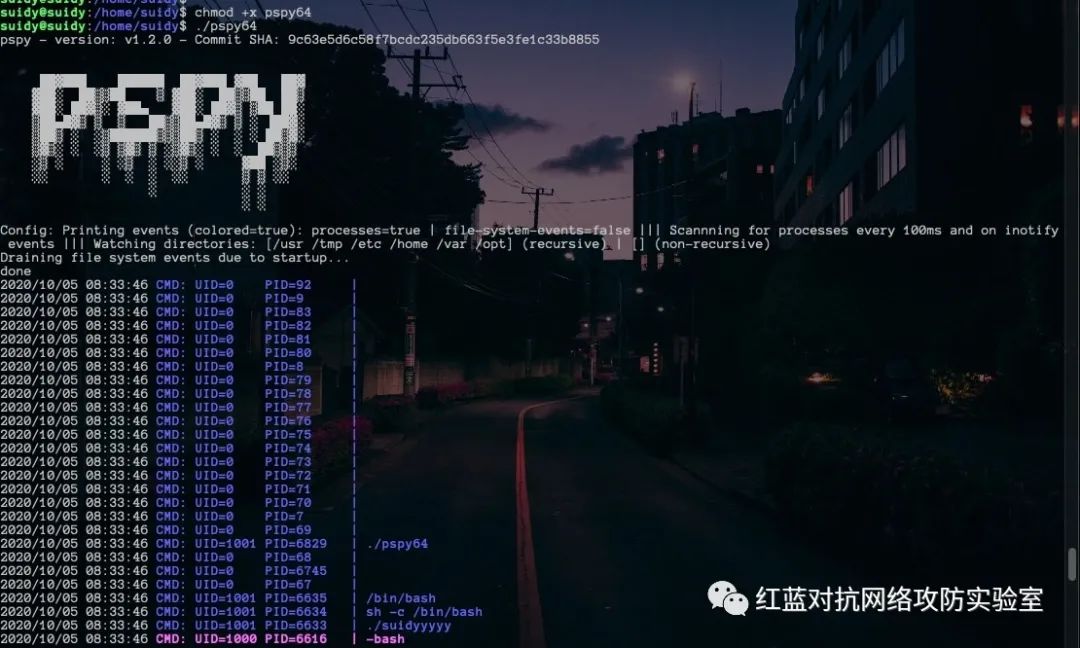 suidy@suidy:/home/suidy$
suidy@suidy:/home/suidy$ chmod +x pspy64
suidy@suidy:/home/suidy$ ./pspy64
pspy - version: v1.2.0 - Commit SHA: 9c63e5d6c58f7bcdc235db663f5e3fe1c33b8855
pspy
Config: Printing events (colored=true): processes=true | file-system-events=false ||| Scannning for processes every 100ms and on inotify
events ||| Watching directories: [/usr /tmp /etc /home /var /opt] (recursive) | [] (non-recursive)
Draining file system events due to startup...
done
2020/10/05 08:33:46 CMD: UID=0 PID=92 |
2020/10/05 08:33:46 CMD: UID=0 PID=9 |
2020/10/05 08:33:46 CMD: UID=0 PID=83 |
2020/10/05 08:33:46 CMD: UID=0 PID=82 |
2020/10/05 08:33:46 CMD: UID=0 PID=81 |
2020/10/05 08:33:46 CMD: UID=0 PID=80 |
2020/10/05 08:33:46 CMD: UID=0 PID=8 |
2020/10/05 08:33:46 CMD: UID=0 PID=79 |
2020/10/05 08:33:46 CMD: UID=0 PID=78 |
2020/10/05 08:33:46 CMD: UID=0 PID=77 |
2020/10/05 08:33:46 CMD: UID=0 PID=76 |
2020/10/05 08:33:46 CMD: UID=0 PID=75 |
2020/10/05 08:33:46 CMD: UID=0 PID=74 |
2020/10/05 08:33:46 CMD: UID=0 PID=73 |
2020/10/05 08:33:46 CMD: UID=0 PID=72 |
2020/10/05 08:33:46 CMD: UID=0 PID=71 |
2020/10/05 08:33:46 CMD: UID=0 PID=70 |
2020/10/05 08:33:46 CMD: UID=0 PID=7 |
2020/10/05 08:33:46 CMD: UID=0 PID=69 |
2020/10/05 08:33:46 CMD: UID=1001 PID=6829 | ./pspy64
2020/10/05 08:33:46 CMD: UID=0 PID=68 |
2020/10/05 08:33:46 CMD: UID=0 PID=6745 |
2020/10/05 08:33:46 CMD: UID=0 PID=67 |
2020/10/05 08:33:46 CMD: UID=1001 PID=6635 | /bin/bash
2020/10/05 08:33:46 CMD: UID=1001 PID=6634 | sh -c /bin/bash
2020/10/05 08:33:46 CMD: UID=1001 PID=6633 | ./suidyyyyy
2020/10/05 08:33:46 CMD: UID=1000 PID=6616 | -bash
红蓝对抗网络攻防实验室